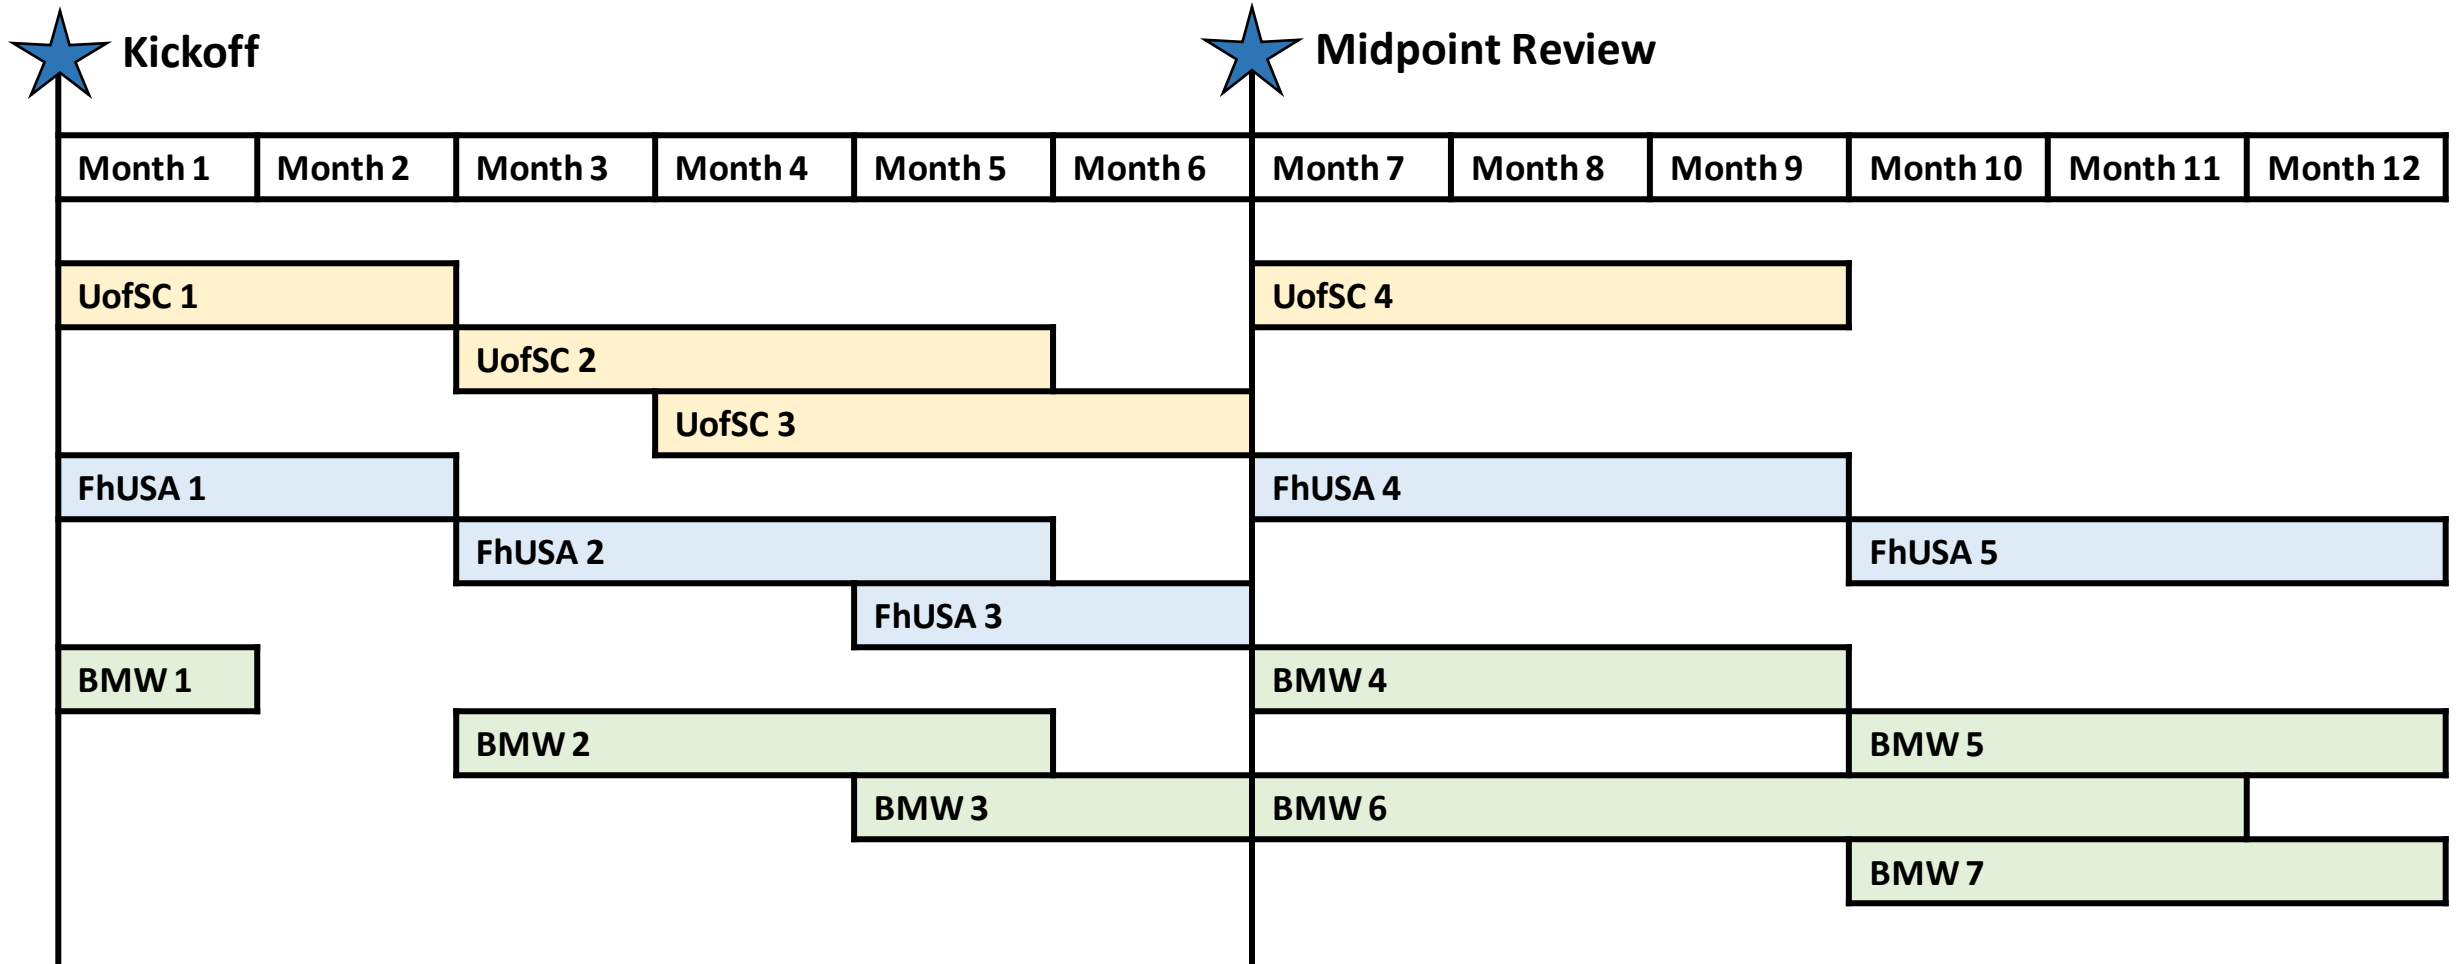 Kickoff
Midpoint Review
Month 1 Month 2 Month 3 Month 4 Month 5 Month 6 Month 7 Month 8 Month 9 Month 10 Month 11 Month 12
UofSC 1 UofSC 4
UofSC 2
UofSC 3
FhUSA 1 FhUSA 4
FhUSA 2 FhUSA 5
FhUSA 3
BMW 1 BMW 4
BMW 2 BMW 5
BMW 3 BMW 6
BMW 7